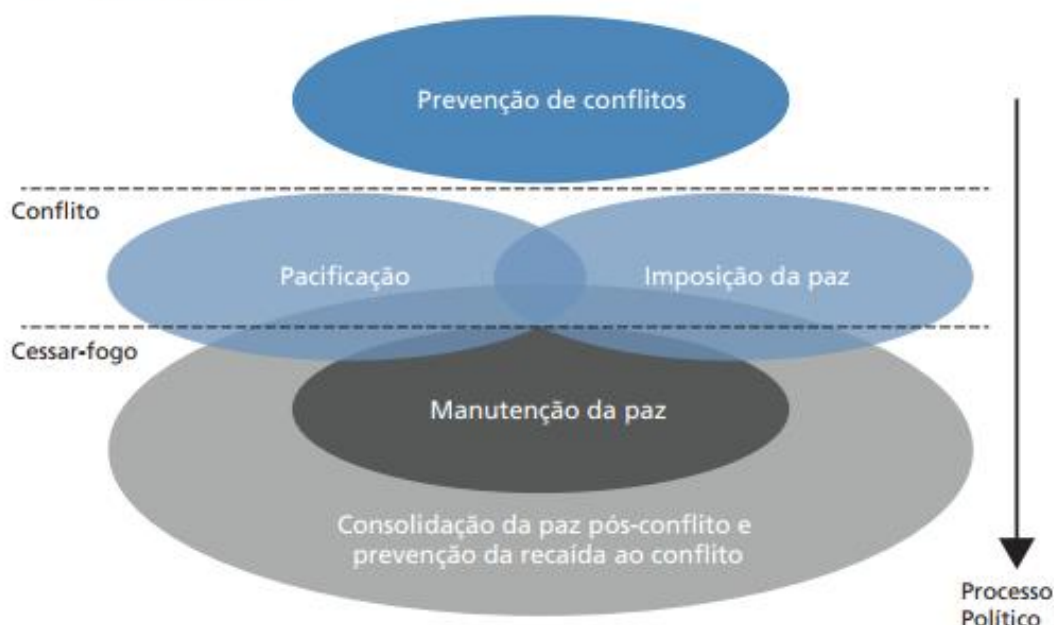 Prevenção de conflitos
Conflito
Pacificação
Imposição da paz
Cessar-fogo
Manutenção da paz
Consolidação da paz pós-conflito e
prevenção da recaída ao conflito
Processo
Político